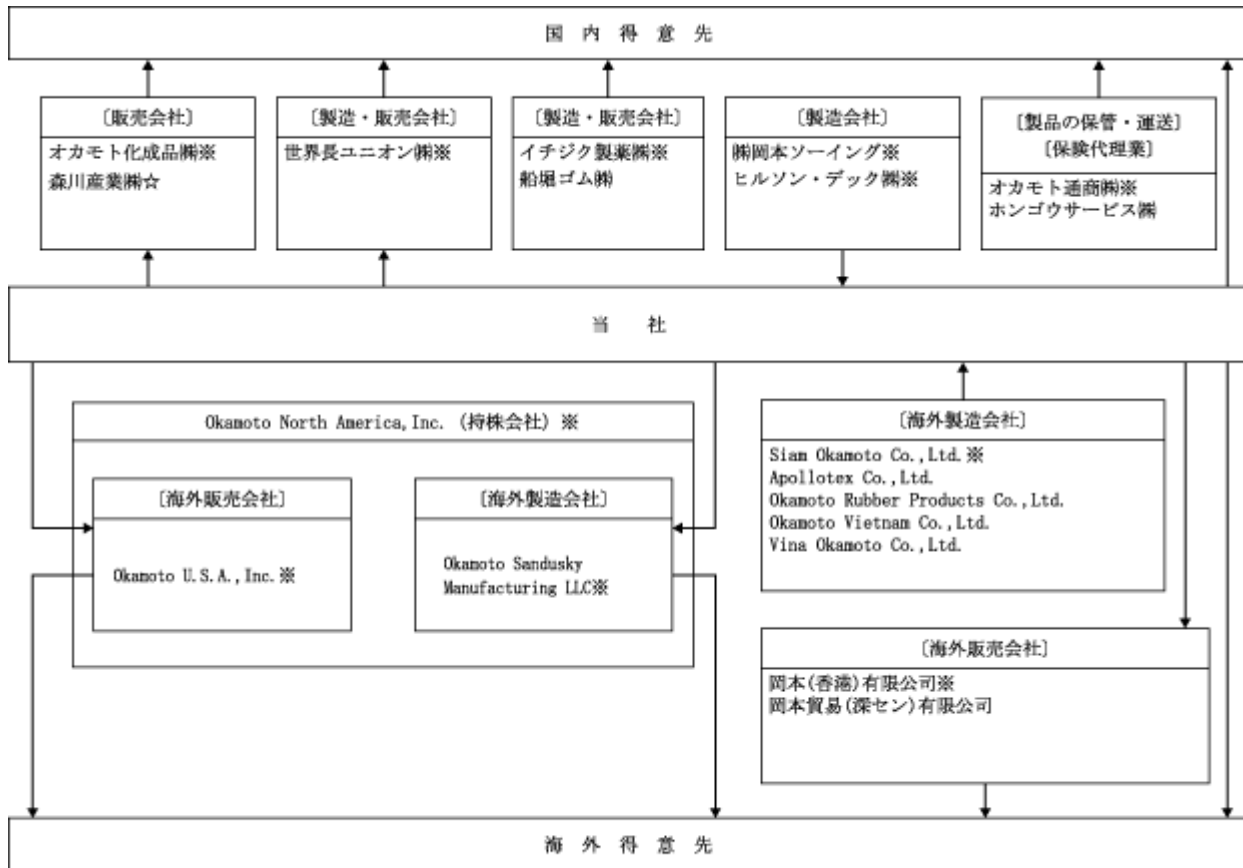 国内得意先
〔販売会社〕
オカモト化成品㈱※
森川産業㈱☆
〔製造・販売会社〕
世界長ユニオン㈱※
〔製造・販売会社〕
イチジク製薬㈱※
船堀ゴム㈱
〔製造会社〕
㈱岡本ソーイング※
ヒルソン・デック㈱※
〔製品の保管・運送〕
〔保険代理業〕
オカモト通商㈱※
ホンゴウサービス㈱
当社
Okamoto North America,Inc. (持株会社) ※
〔海外販売会社〕
Okamoto U.S.A.,Inc.※
〔海外製造会社〕
Okamoto Sandusky
Manufacturing LLC※
〔海外製造会社〕
Siam Okamoto Co.,Ltd.※
Apollotex Co.,Ltd.
Okamoto Rubber Products Co.,Ltd.
Okamoto Vietnam Co.,Ltd.
Vina Okamoto Co.,Ltd.
〔海外販売会社〕
岡本(香港)有限公司※
岡本貿易(深セン)有限公司
海外得意先